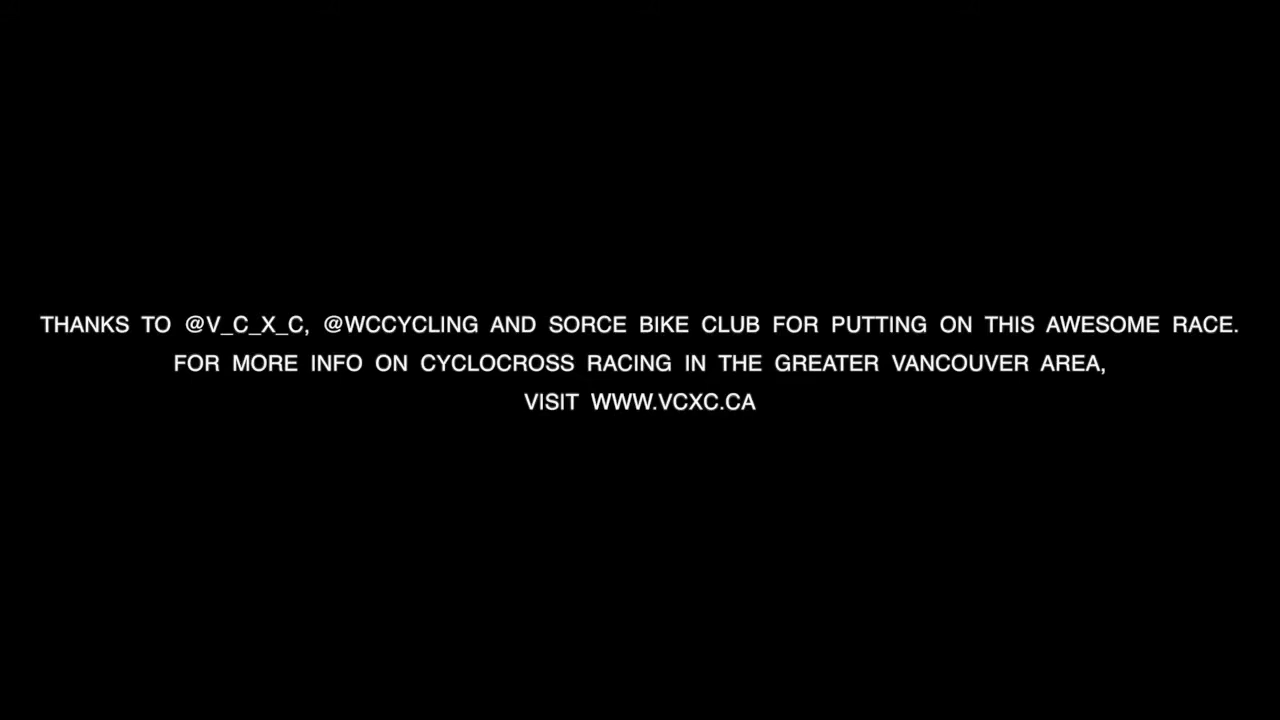 THANKS TO @V_C_X_C, @WCCYCLING AND SORCE BIKE CLUB FOR PUTTING ON THIS AWESOME RACE.
FOR MORE INFO ON CYCLOCROSS RACING IN THE GREATER VANCOUVER AREA,
VISIT WWW.VCXC.CA